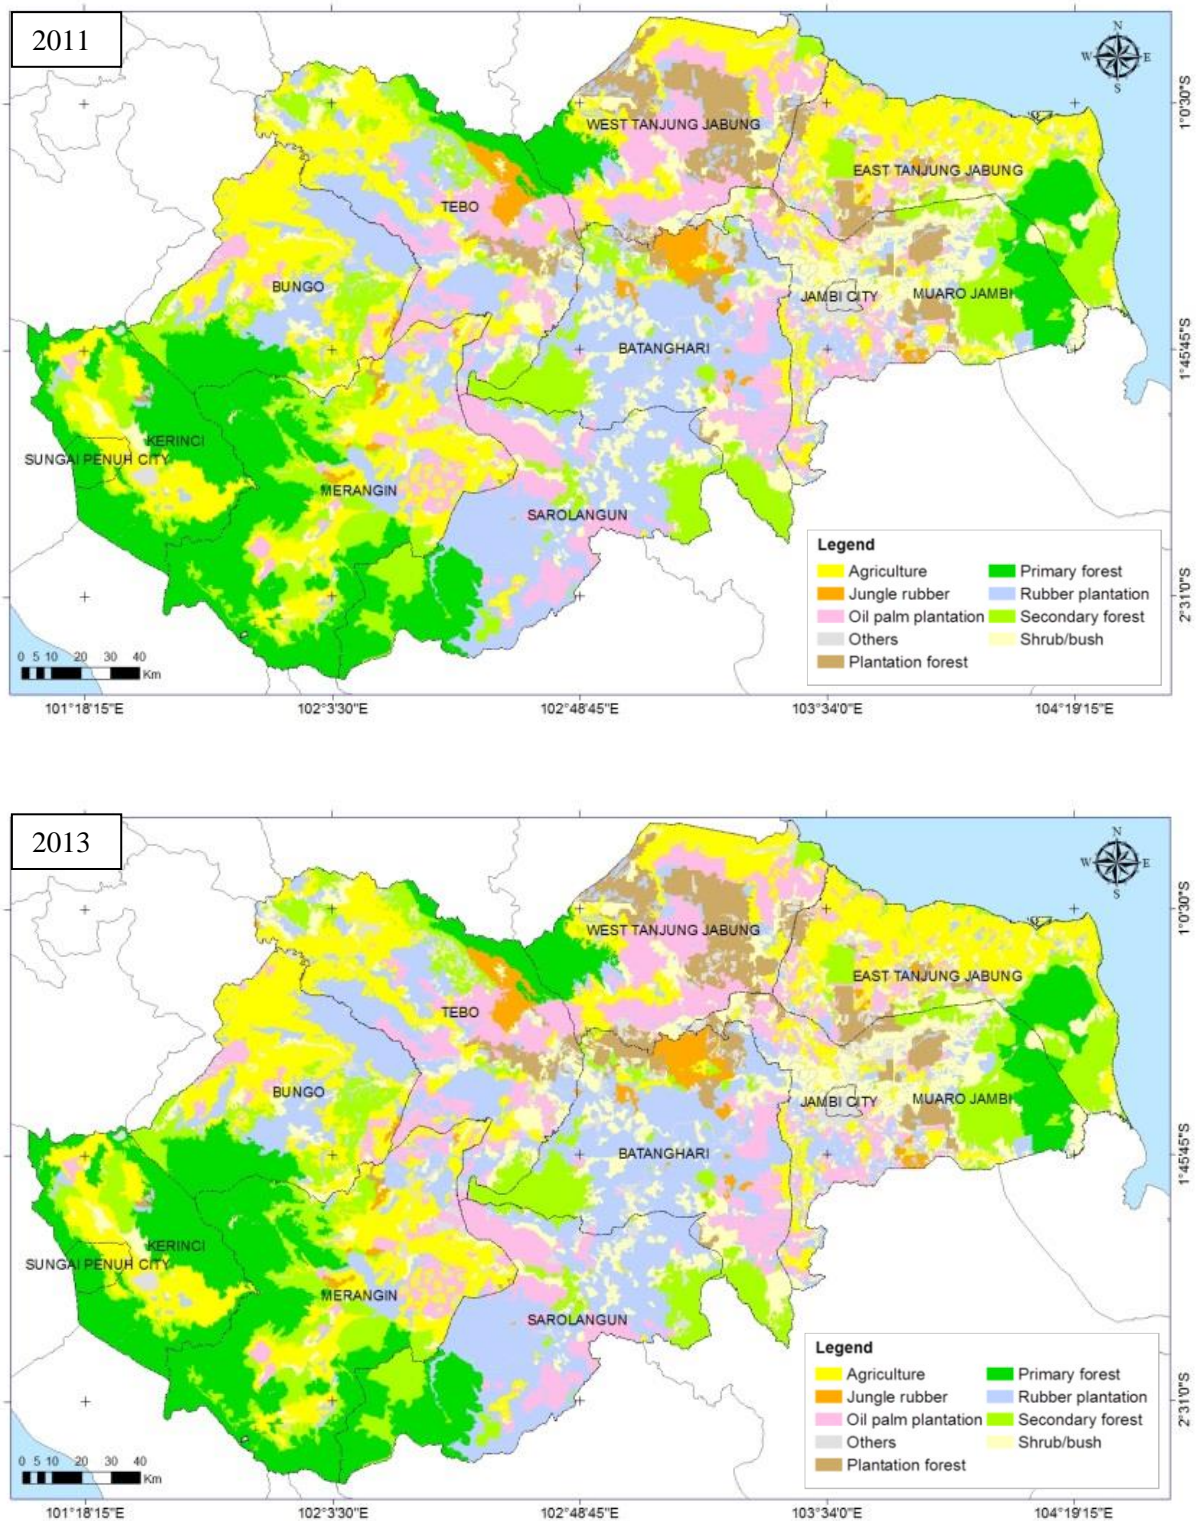 2011
N
W E
S
WEST TANJUNG JABUNG
EAST TANJUNG JABUNG
TEBO
BUNGO
JAMBI CITY
MUARO JAMBI
BATANGHARI
KERINCI
SUNGAI PENUH CITY
MERANGIN
SAROLANGUN
1°0'30"S
1°45'45"S
2°31'0"S
Legend
Agriculture
Jungle rubber
Oil palm plantation
Others
Plantation forest
Primary forest
Rubber plantation
Secondary forest
Shrub/bush
0 5 10 20 30 40
Km
101°18'15"E 102°3'30"E 102°48'45"E 103°34'0"E 104°19'15"E
2013
N
W E
S
WEST TANJUNG JABUNG
EAST TANJUNG JABUNG
TEBO
BUNGO
JAMBI CITY
MUARO JAMBI
BATANGHARI
KERINCI
SUNGAI PENUH CITY
MERANGIN
SAROLANGUN
1°0'30"S
1°45'45"S
2°31'0"S
Legend
Agriculture
Jungle rubber
Oil palm plantation
Others
Plantation forest
Primary forest
Rubber plantation
Secondary forest
Shrub/bush
0 5 10 20 30 40
Km
101°18'15"E 102°3'30"E 102°48'45"E 103°34'0"E 104°19'15"E